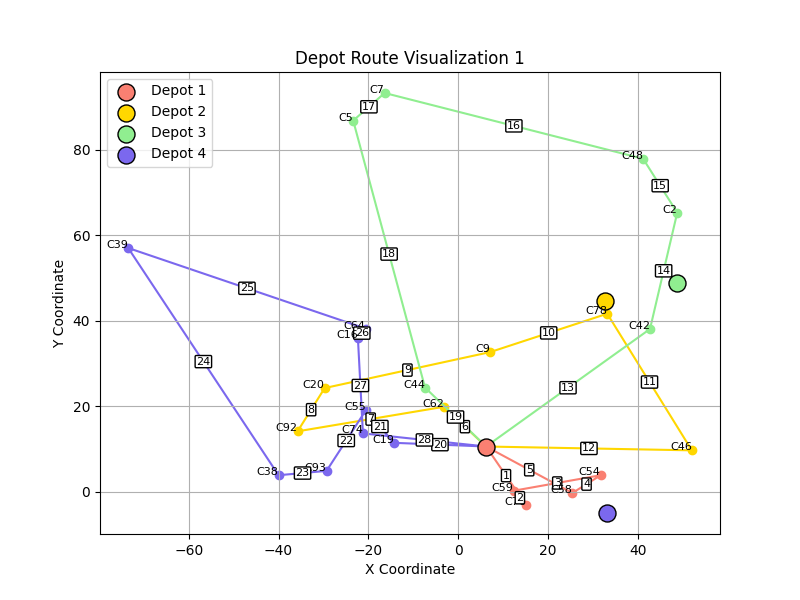 Depot Route Visualization 1
Depot 1
Depot 2
Depot 3
Depot 4
Y Coordinate
80
60
40
20
0
−60
−40
−20
0
20
40
X Coordinate
C7
17
C5
16
C48
15
C2
14
18
C39
25
C78
C64
26
C16
C42
10
C9
24
9
27
11
13
C20
C44
8
C55
C62
7
19
C92
21
6
C74
22
C19
28
20
12
C46
C38
23
C93
1
5
C54
3
4
C59
C58
2